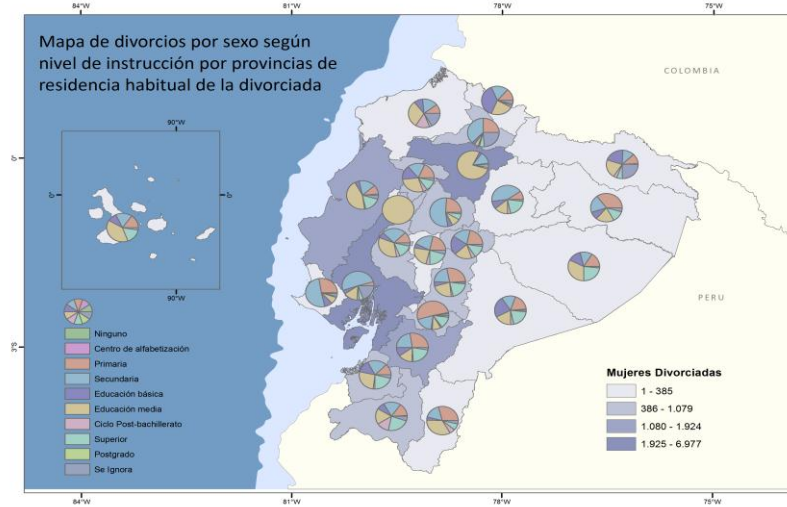 84°W
81°W
78°W
75°W
Mapa de divorcios por sexo según
nivel de instrucción por provincias de
residencia habitual de la divorciada
COLOMBIA
90°W
0°
0°
0°
90°W
PERU
Ninguno
Centro de alfabetización
Primaria
Secundaria
Educación básica
Educación media
Ciclo Post-bachillerato
Superior
Postgrado
Se Ignora
3°S
3°S
Mujeres Divorciadas
1 - 385
386 - 1.079
1.080 - 1.924
1.925 - 6.977
84°W
81°W
78°W
75°W